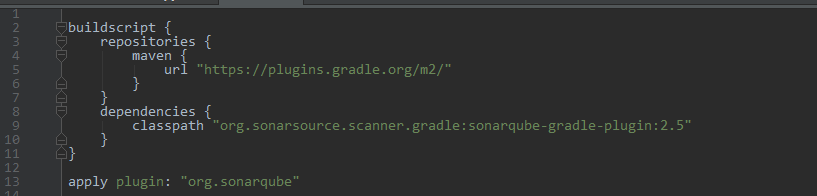 1
2 buildscript {
3 repositories {
4 maven {
5 url "https://plugins.gradle.org/m2/"
6 }
7 }
8 dependencies {
9 classpath "org.sonarsource.scanner.gradle:sonarqube-gradle-plugin:2.5"
10 }
11 }
12
13 apply plugin: "org.sonarqube"